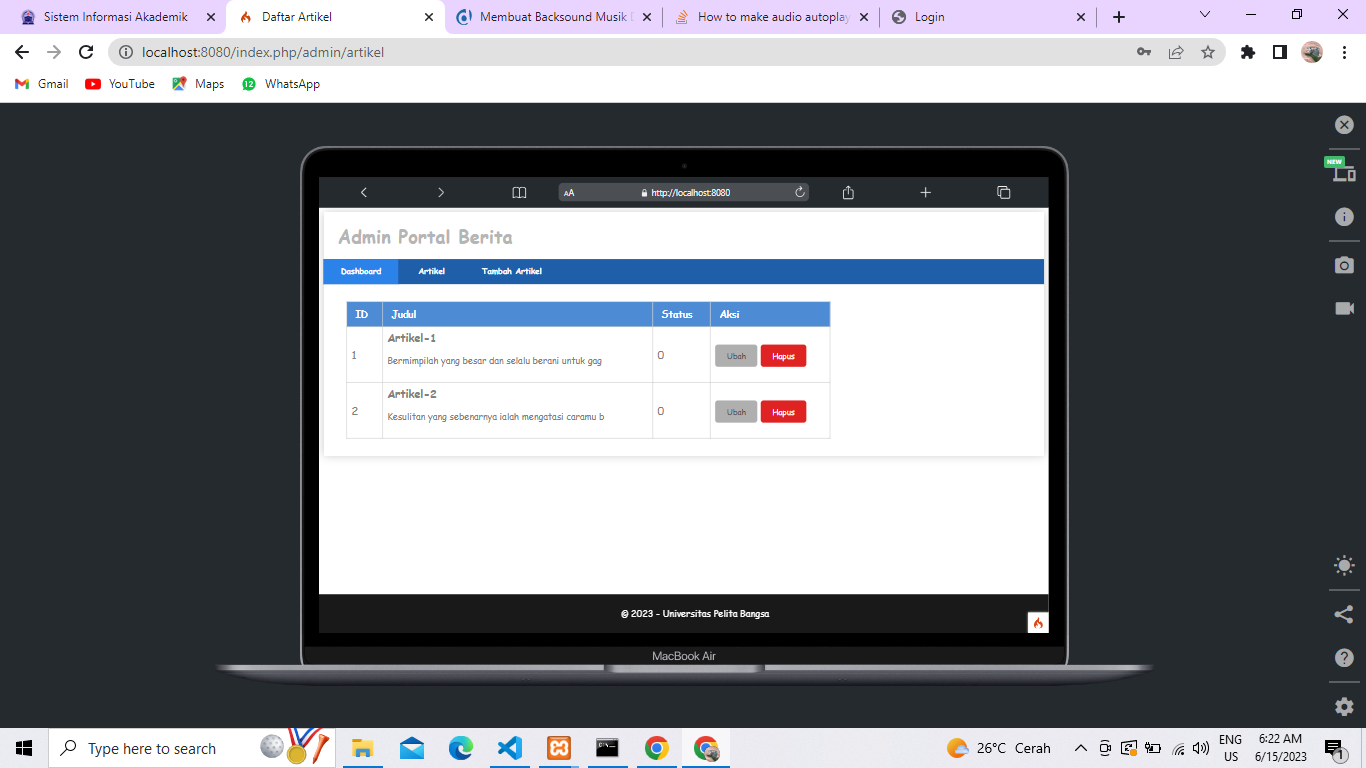 Sistem Informasi Akademik
Daftar Artikel
Membuat Backsound Musik D
How to make audio autoplay
Login
localhost:8080/index.php/admin/artikel
Gmail
YouTube
Maps
12
WhatsApp
NEW
AA
http://localhost:8080
Admin Portal Berita
Dashboard Artikel Tambah Artikel
ID Judul Status Aksi
Artikel-1
1 Bermimpilah yang besar dan selalu berani untuk gag 0 Ubah Hapus
Artikel-2
2 Kesulitan yang sebenarnya ialah mengatasi caramu b 0 Ubah Hapus
© 2023 - Universitas Pelita Bangsa
MacBook Air
Type here to search
26°C Cerah
ENG
US
6:22 AM
6/15/2023
1